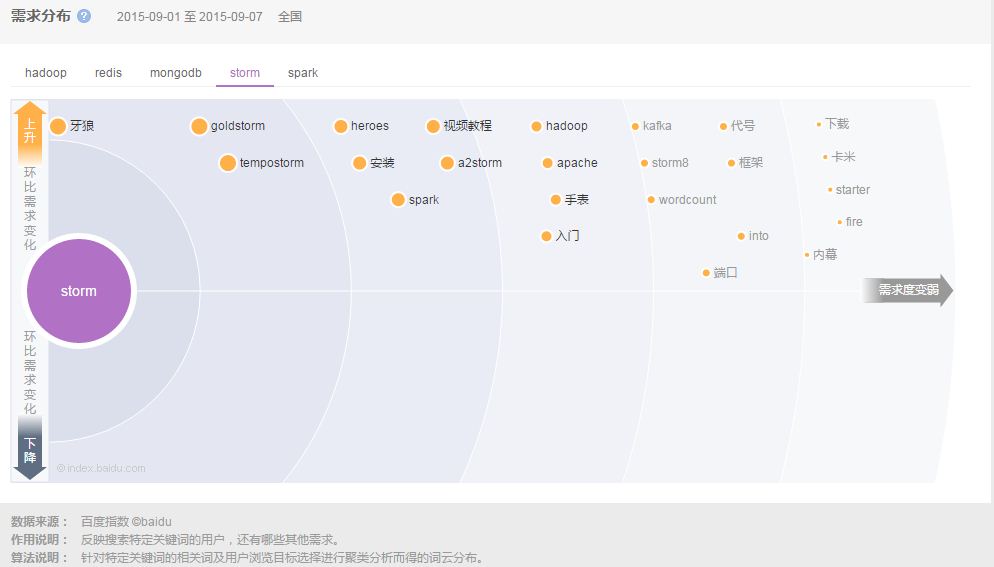 需求分布 ? 2015-09-01 至 2015-09-07 全国
hadoop redis mongodb storm spark
上升
环比需求变化
牙狼 goldstorm heroes 视频教程 hadoop kafka 代号 下载
tempostorm 安装 a2storm apache storm8 框架 卡米
spark 手表 wordcount starter
入门 into fire
端口 内幕
storm
需求度变弱
环比需求变化
下降
©index.baidu.com
数据来源： 百度指数 ©baidu
作用说明： 反映搜索特定关键词的用户，还有哪些其他需求。
算法说明： 针对特定关键词的相关词及用户浏览目标选择进行聚类分析而得的词云分布。